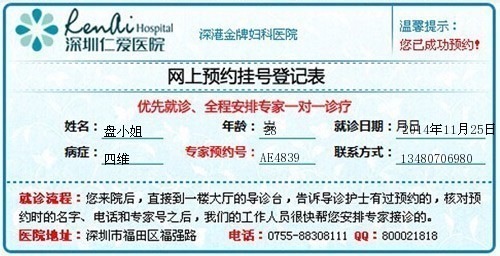 RenAi Hospital
深圳仁爱医院
深港金牌妇科医院
温馨提示：
您已成功预约!
网上预约挂号登记表
优先就诊、全程安排专家一对一诊疗
姓名： 盘小姐 年龄： 就诊日期： 2014年11月25日
病症： 四维 专家预约号： AE4839 联系方式： 13480706980
就诊流程：您来院后，直接到一楼大厅的导诊台，告诉导诊护士有过预约的，核对预
约时的名字、电话和专家号之后，我们的工作人员很快帮您安排专家接诊的。
医院地址：深圳市福田区福强路 电话：0755-88308111 QQ：800021818